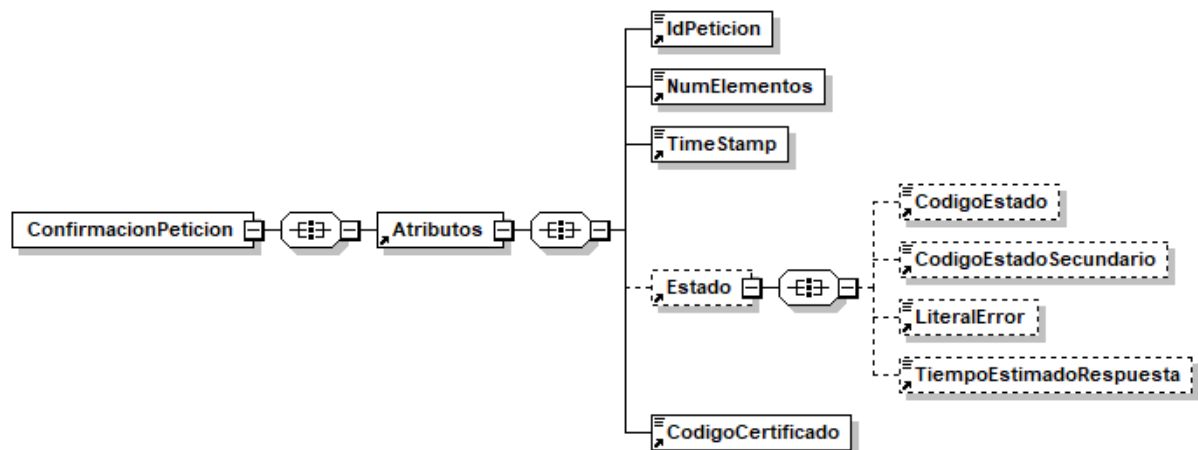 IdPeticion
NumElementos
TimeStamp
ConfirmacionPeticion
Atributos
Estado
CodigoEstado
CodigoEstadoSecundario
LiteralError
TiempoEstimadoRespuesta
CodigoCertificado